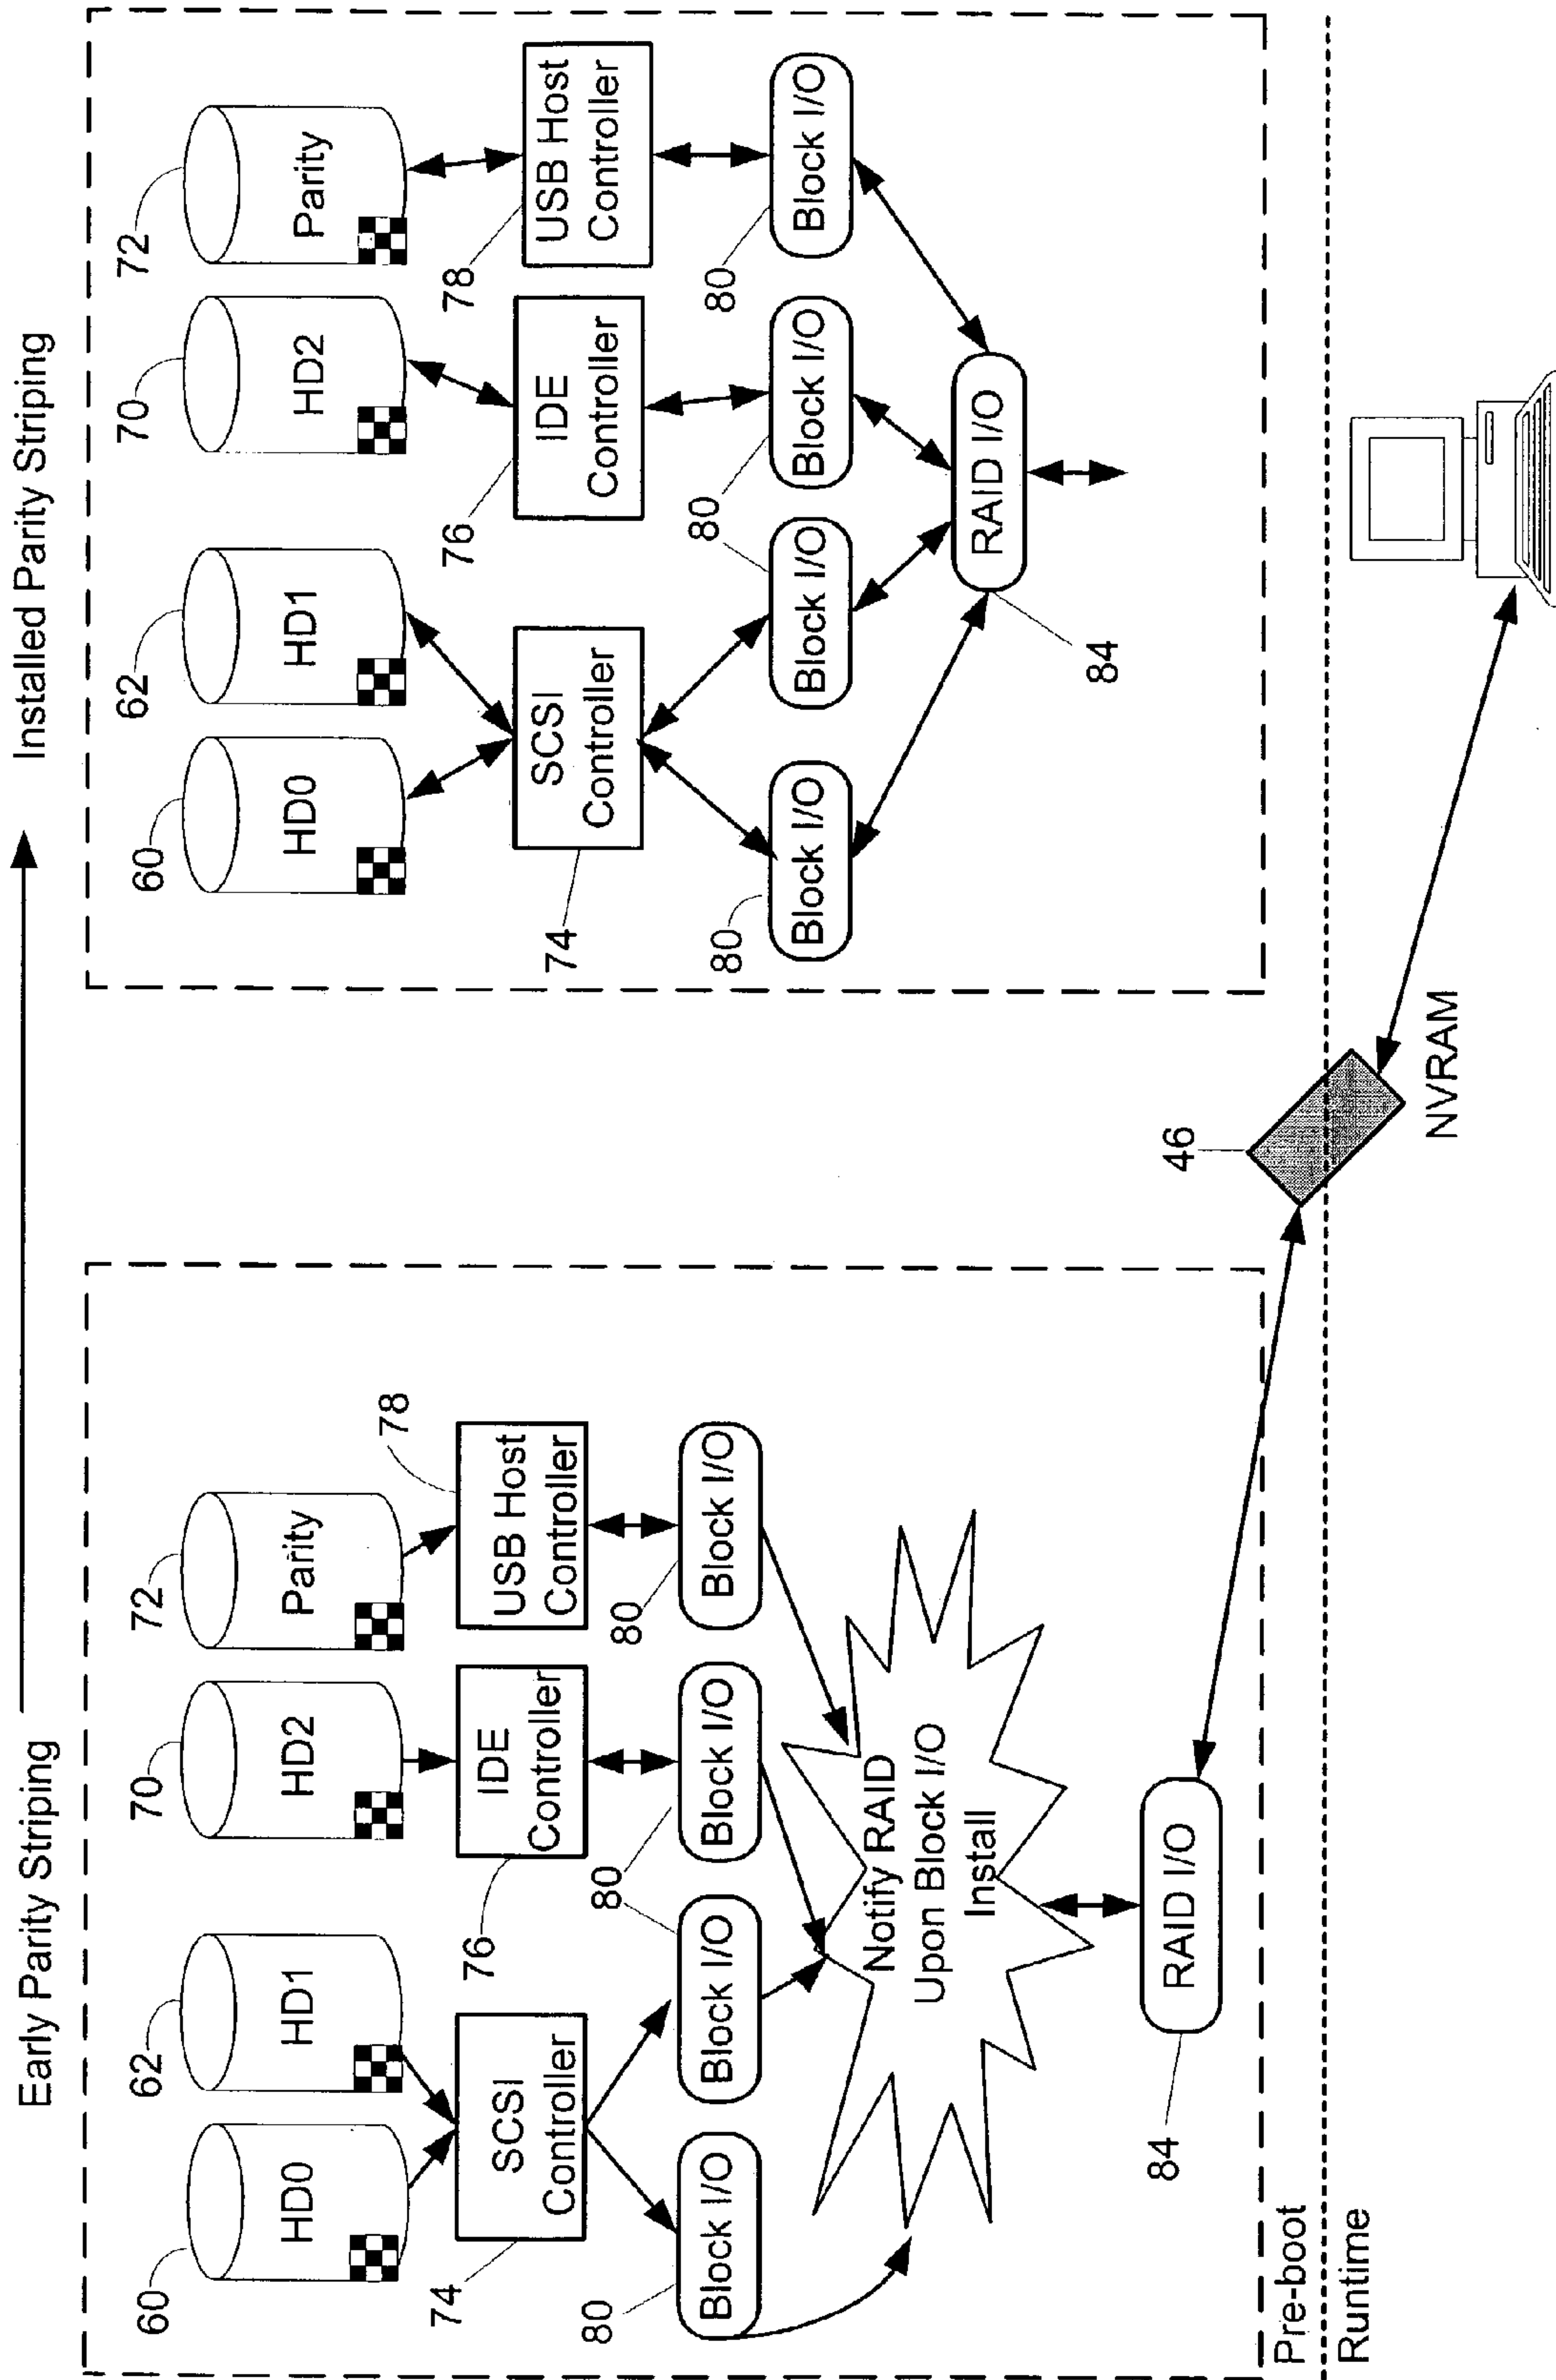 Early Parity Striping
Installed Parity Striping
60
HD0
62
HD1
70
HD2
72
Parity
74
SCSI
Controller
76
IDE
Controller
78
USB Host
Controller
80
Block I/O
80
Block I/O
Block I/O
80
Block I/O
Notify RAID
Upon Block I/O
Install
84
RAID I/O
60
HD0
62
HD1
70
HD2
72
Parity
74
SCSI
Controller
76
IDE
Controller
78
USB Host
Controller
80
Block I/O
80
Block I/O
Block I/O
80
Block I/O
84
RAID I/O
46
Pre-boot
Runtime
NVRAM